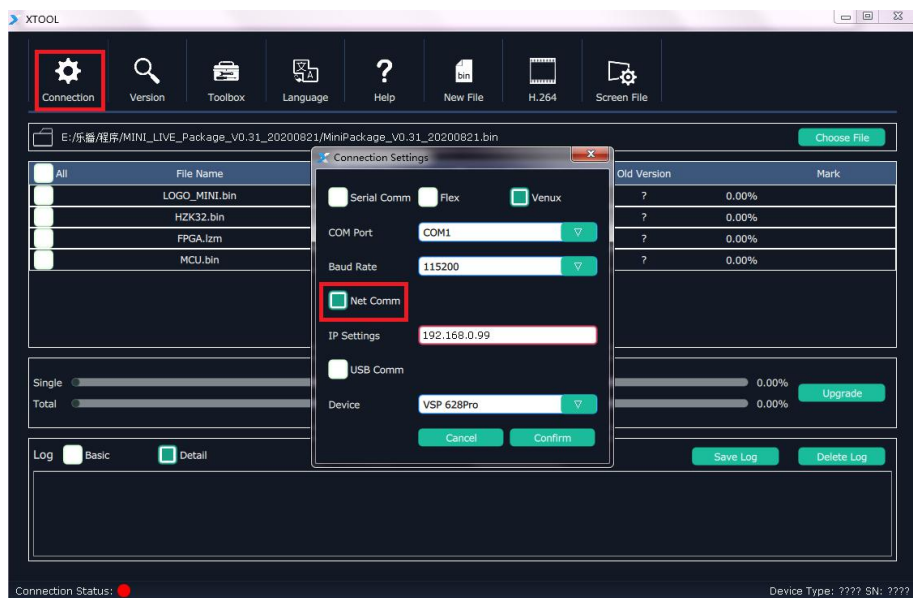 XTOOL
Connection Version Toolbox Language Help New File H.264 Screen File
bin
E:/乐播/程序/MINI_LIVE_Package_V0.31_20200821/MiniPackage_V0.31_20200821.bin Choose File
All File Name Old Version Mark
LOGO_MINI.bin ? 0.00%
HZK32.bin ? 0.00%
FPGA.lzm ? 0.00%
MCU.bin ? 0.00%
Connection Settings
Serial Comm Flex Venux
COM Port COM1
Baud Rate 115200
Net Comm
IP Settings 192.168.0.99
USB Comm
Device VSP 628Pro
Cancel Confirm
Single 0.00%
Total 0.00%
Upgrade
Log Basic Detail Save Log Delete Log
Connection Status: Device Type: ???? SN: ????